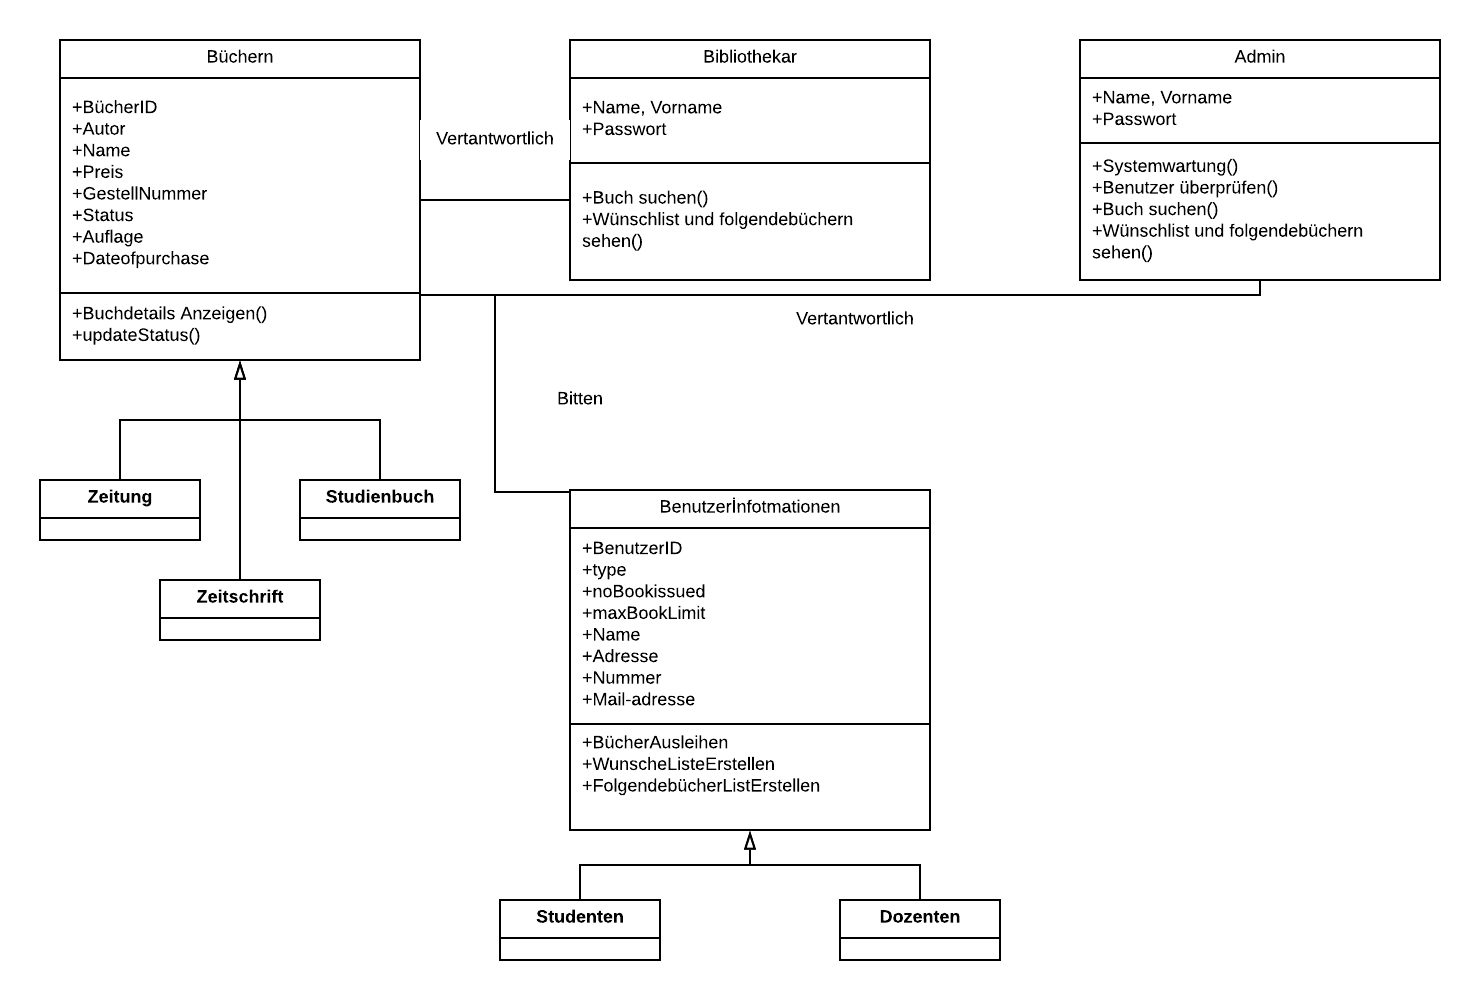 Büchern
+BücherID
+Autor
+Name
+Preis
+GestellNummer
+Status
+Auflage
+Dateofpurchase
+Buchdetails Anzeigen()
+updateStatus()
Vertantwortlich
Bibliothekar
+Name, Vorname
+Passwort
+Buch suchen()
+Wünschlist und folgendebüchern
sehen()
Admin
+Name, Vorname
+Passwort
+Systemwartung()
+Benutzer überprüfen()
+Buch suchen()
+Wünschlist und folgendebüchern
sehen()
Vertantwortlich
Bitten
Zeitung
Studienbuch
Zeitschrift
Benutzerİnfotmationen
+BenutzerID
+type
+noBookissued
+maxBookLimit
+Name
+Adresse
+Nummer
+Mail-adresse
+BücherAusleihen
+WunscheListeErstellen
+FolgendebücherListErstellen
Studenten
Dozenten